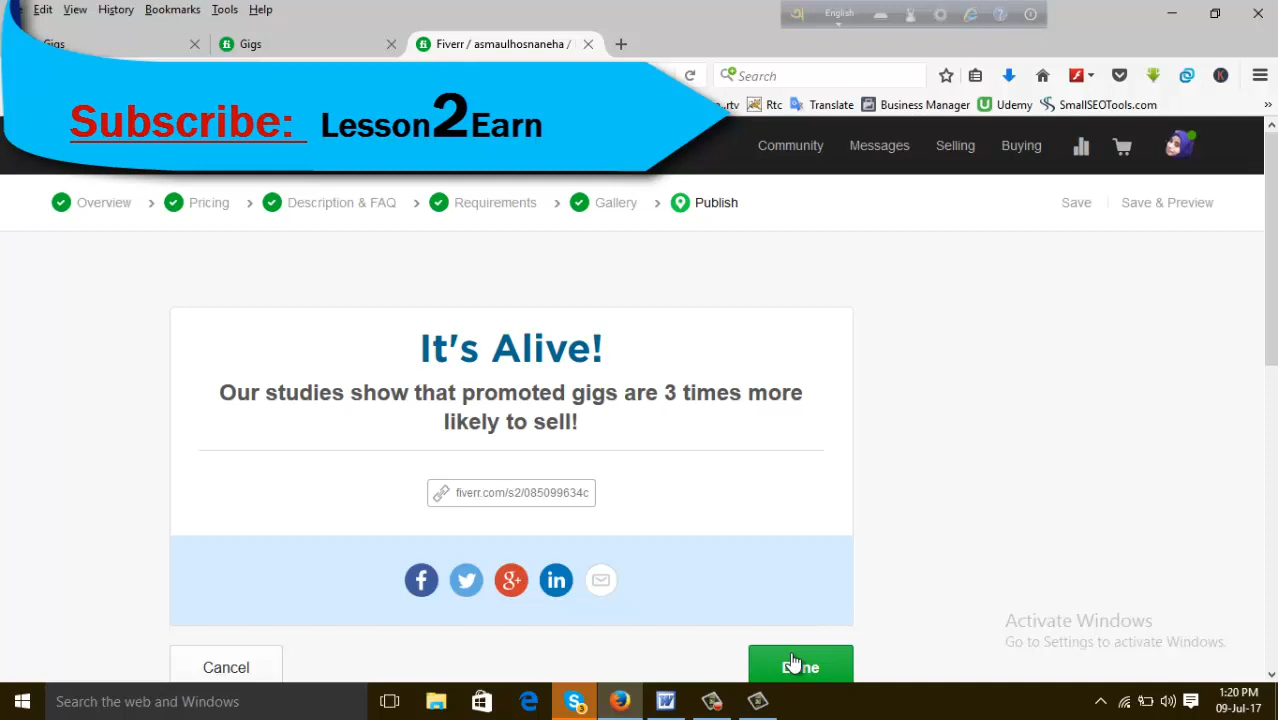 Edit View History Bookmarks Tools Help
English
Gigs
Gigs
Fiverr / asmaulhosnaneha /
Search
Subscribe: Lesson2Earn
Rtc Translate Business Manager Udemy SmallSEOTools.com
Community Messages Selling Buying
Overview Pricing Description & FAQ Requirements Gallery Publish Save Save & Preview
It's Alive!
Our studies show that promoted gigs are 3 times more
likely to sell!
fiverr.com/s2/085099634c
Activate Windows
Go to Settings to activate Windows.
Cancel
Search the web and Windows
1:20 PM
09-Jul-17